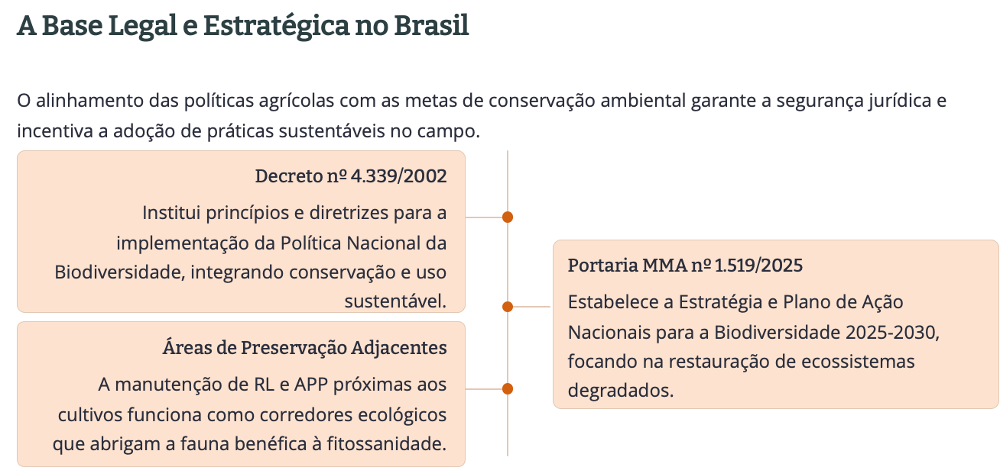 A Base Legal e Estratégica no Brasil
O alinhamento das políticas agrícolas com as metas de conservação ambiental garante a segurança jurídica e
incentiva a adoção de práticas sustentáveis no campo.
Decreto nº 4.339/2002
Institui princípios e diretrizes para a
implementação da Política Nacional da
Biodiversidade, integrando conservação e uso
sustentável.
Portaria MMA nº 1.519/2025
Estabelece a Estratégia e Plano de Ação
Nacionais para a Biodiversidade 2025-2030,
focando na restauração de ecossistemas
degradados.
Áreas de Preservação Adjacentes
A manutenção de RL e APP próximas aos
cultivos funciona como corredores ecológicos
que abrigam a fauna benéfica à fitossanidade.